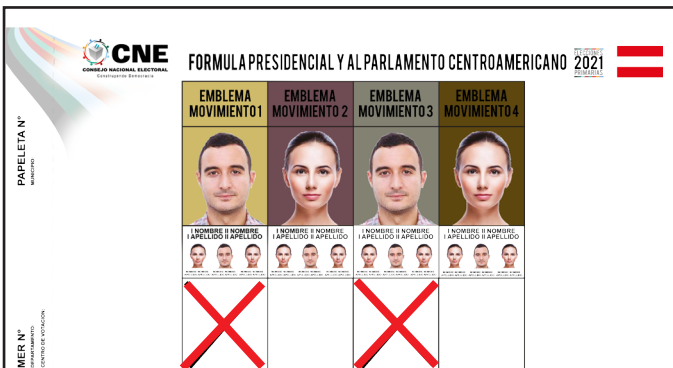 CNE
CONSEJO NACIONAL ELECTORAL
Construyendo Democracia
FORMULA PRESIDENCIAL Y AL PARLAMENTO CENTROAMERICANO
ELECCIONES
2021
PRIMARIAS
EMBLEMA
MOVIMIENTO 1
EMBLEMA
MOVIMIENTO 2
EMBLEMA
MOVIMIENTO 3
EMBLEMA
MOVIMIENTO 4
I NOMBRE II NOMBRE
I APELLIDO II APELLIDO
I NOMBRE II NOMBRE
I APELLIDO II APELLIDO
I NOMBRE II NOMBRE
I APELLIDO II APELLIDO
I NOMBRE II NOMBRE
I APELLIDO II APELLIDO
PAPELETA N°
MUNICIPIO
MER N°
DEPARTAMENTO
CENTRO DE VOTACION: